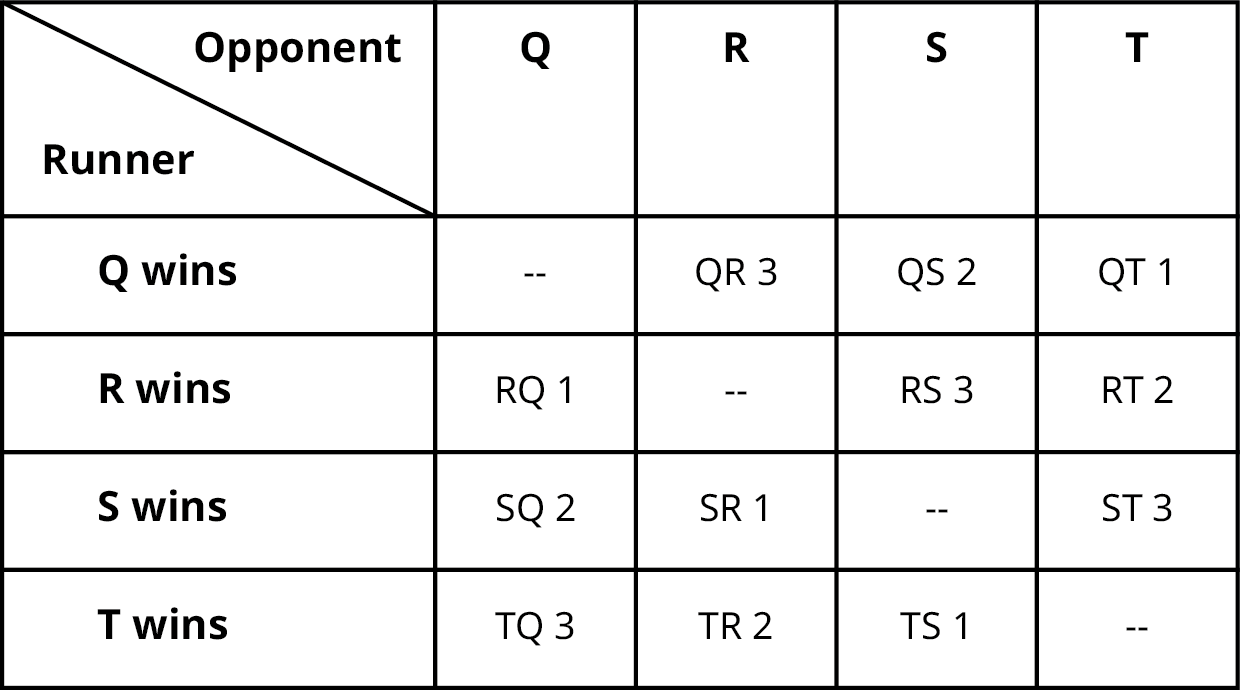 Opponent Q R S T
Runner
Q wins -- QR 3 QS 2 QT 1
R wins RQ 1 -- RS 3 RT 2
S wins SQ 2 SR 1 -- ST 3
T wins TQ 3 TR 2 TS 1 --